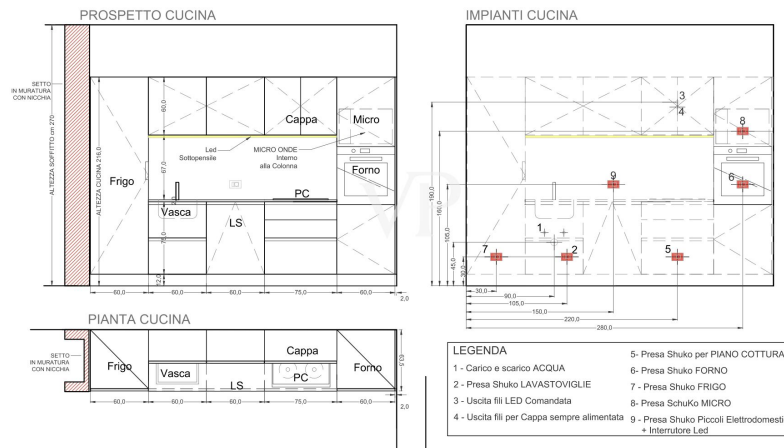 PROSPETTO CUCINA
SETTO
IN MURATURA
CON NICCHIA
ALTEZZA SOFFITTO cm 270
ALTEZZA CUCINA 216,0
60,0
67,0
75,0
12,0
Cappa
Micro
Led
Sottopensile
MICRO ONDE
Interno
alla Colonna
Frigo
Forno
PC
Vasca
LS
60,0
60,0
60,0
75,0
60,0
2,0
PIANTA CUCINA
SETTO
IN MURATURA
CON NICCHIA
Frigo
Vasca
LS
Cappa
PC
Forno
63,5
60,0
60,0
60,0
75,0
60,0
2,0
VP
IMPIANTI CUCINA
3
4
8
9
6
1
7
2
5
190,0
160,0
105,0
45,0
30,0
30,0
90,0
105,0
150,0
220,0
280,0
LEGENDA
1 - Carico e scarico ACQUA
2 - Presa Shuko LAVASTOVIGLIE
3 - Uscita fili LED Comandata
4 - Uscita fili per Cappa sempre alimentata
5- Presa Shuko per PIANO COTTURA
6- Presa Shuko FORNO
7 - Presa Shuko FRIGO
8- Presa SchuKo MICRO
9 - Presa Shuko Piccoli Elettrodomesti
+ Interrutore Led